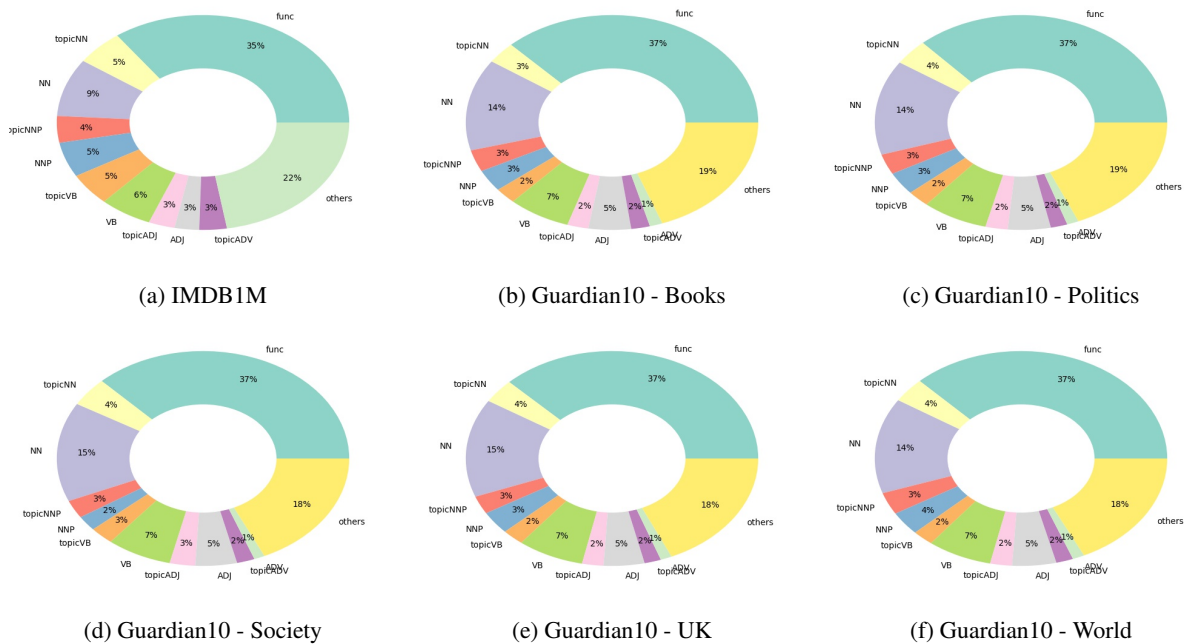 func
35%
topicNN
5%
NN
9%
opicNNP
4%
NNP
5%
topicVB
5%
VB
6%
topicADJ
3%
ADJ
3%
topicADV
3%
others
22%
(a) IMDB1M
func
37%
topicNN
3%
NN
14%
topicNNP
3%
NNP
3%
topicVB
2%
VB
7%
topicADJ
2%
ADJ
5%
topicADV
2%
ADV
1%
others
19%
(b) Guardian10 - Books
func
37%
topicNN
4%
NN
14%
topicNNP
3%
NNP
3%
topicVB
2%
VB
7%
topicADJ
2%
ADJ
5%
topicADV
2%
ADV
1%
others
19%
(c) Guardian10 - Politics
func
37%
topicNN
4%
NN
15%
topicNNP
3%
NNP
2%
topicVB
3%
VB
7%
topicADJ
3%
ADJ
5%
topicADV
2%
ADV
1%
others
18%
(d) Guardian10 - Society
func
37%
topicNN
4%
NN
15%
topicNNP
3%
NNP
3%
topicVB
2%
VB
7%
topicADJ
2%
ADJ
5%
topicADV
2%
ADV
1%
others
18%
(e) Guardian10 - UK
func
37%
topicNN
4%
NN
14%
topicNNP
3%
NNP
4%
topicVB
2%
VB
7%
topicADJ
2%
ADJ
5%
topicADV
2%
ADV
1%
others
18%
(f) Guardian10 - World